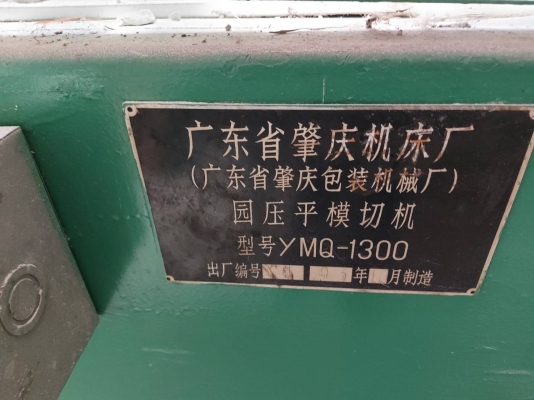 广东省肇庆机床厂
(广东省肇庆包装机械厂)
园压平模切机
型号YMQ-1300
出厂编号 年 月制造